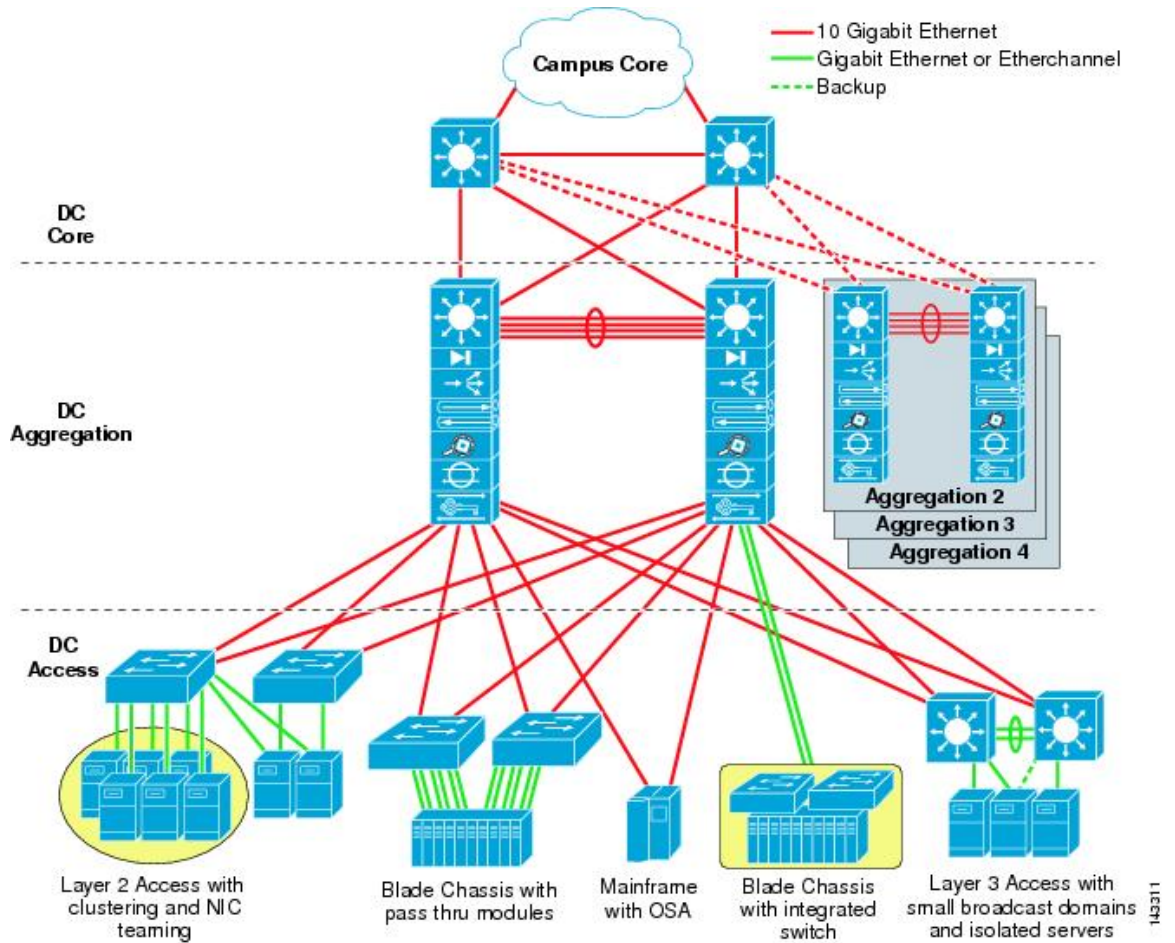 10 Gigabit Ethernet
Gigabit Ethernet or Etherchannel
Backup
Campus Core
DC
Core
DC
Aggregation
Aggregation 2
Aggregation 3
Aggregation 4
DC
Access
Layer 2 Access with
clustering and NIC
teaming
Blade Chassis with
pass thru modules
Mainframe
with OSA
Blade Chassis
with integrated
switch
Layer 3 Access with
small broadcast domains
and isolated servers
143311